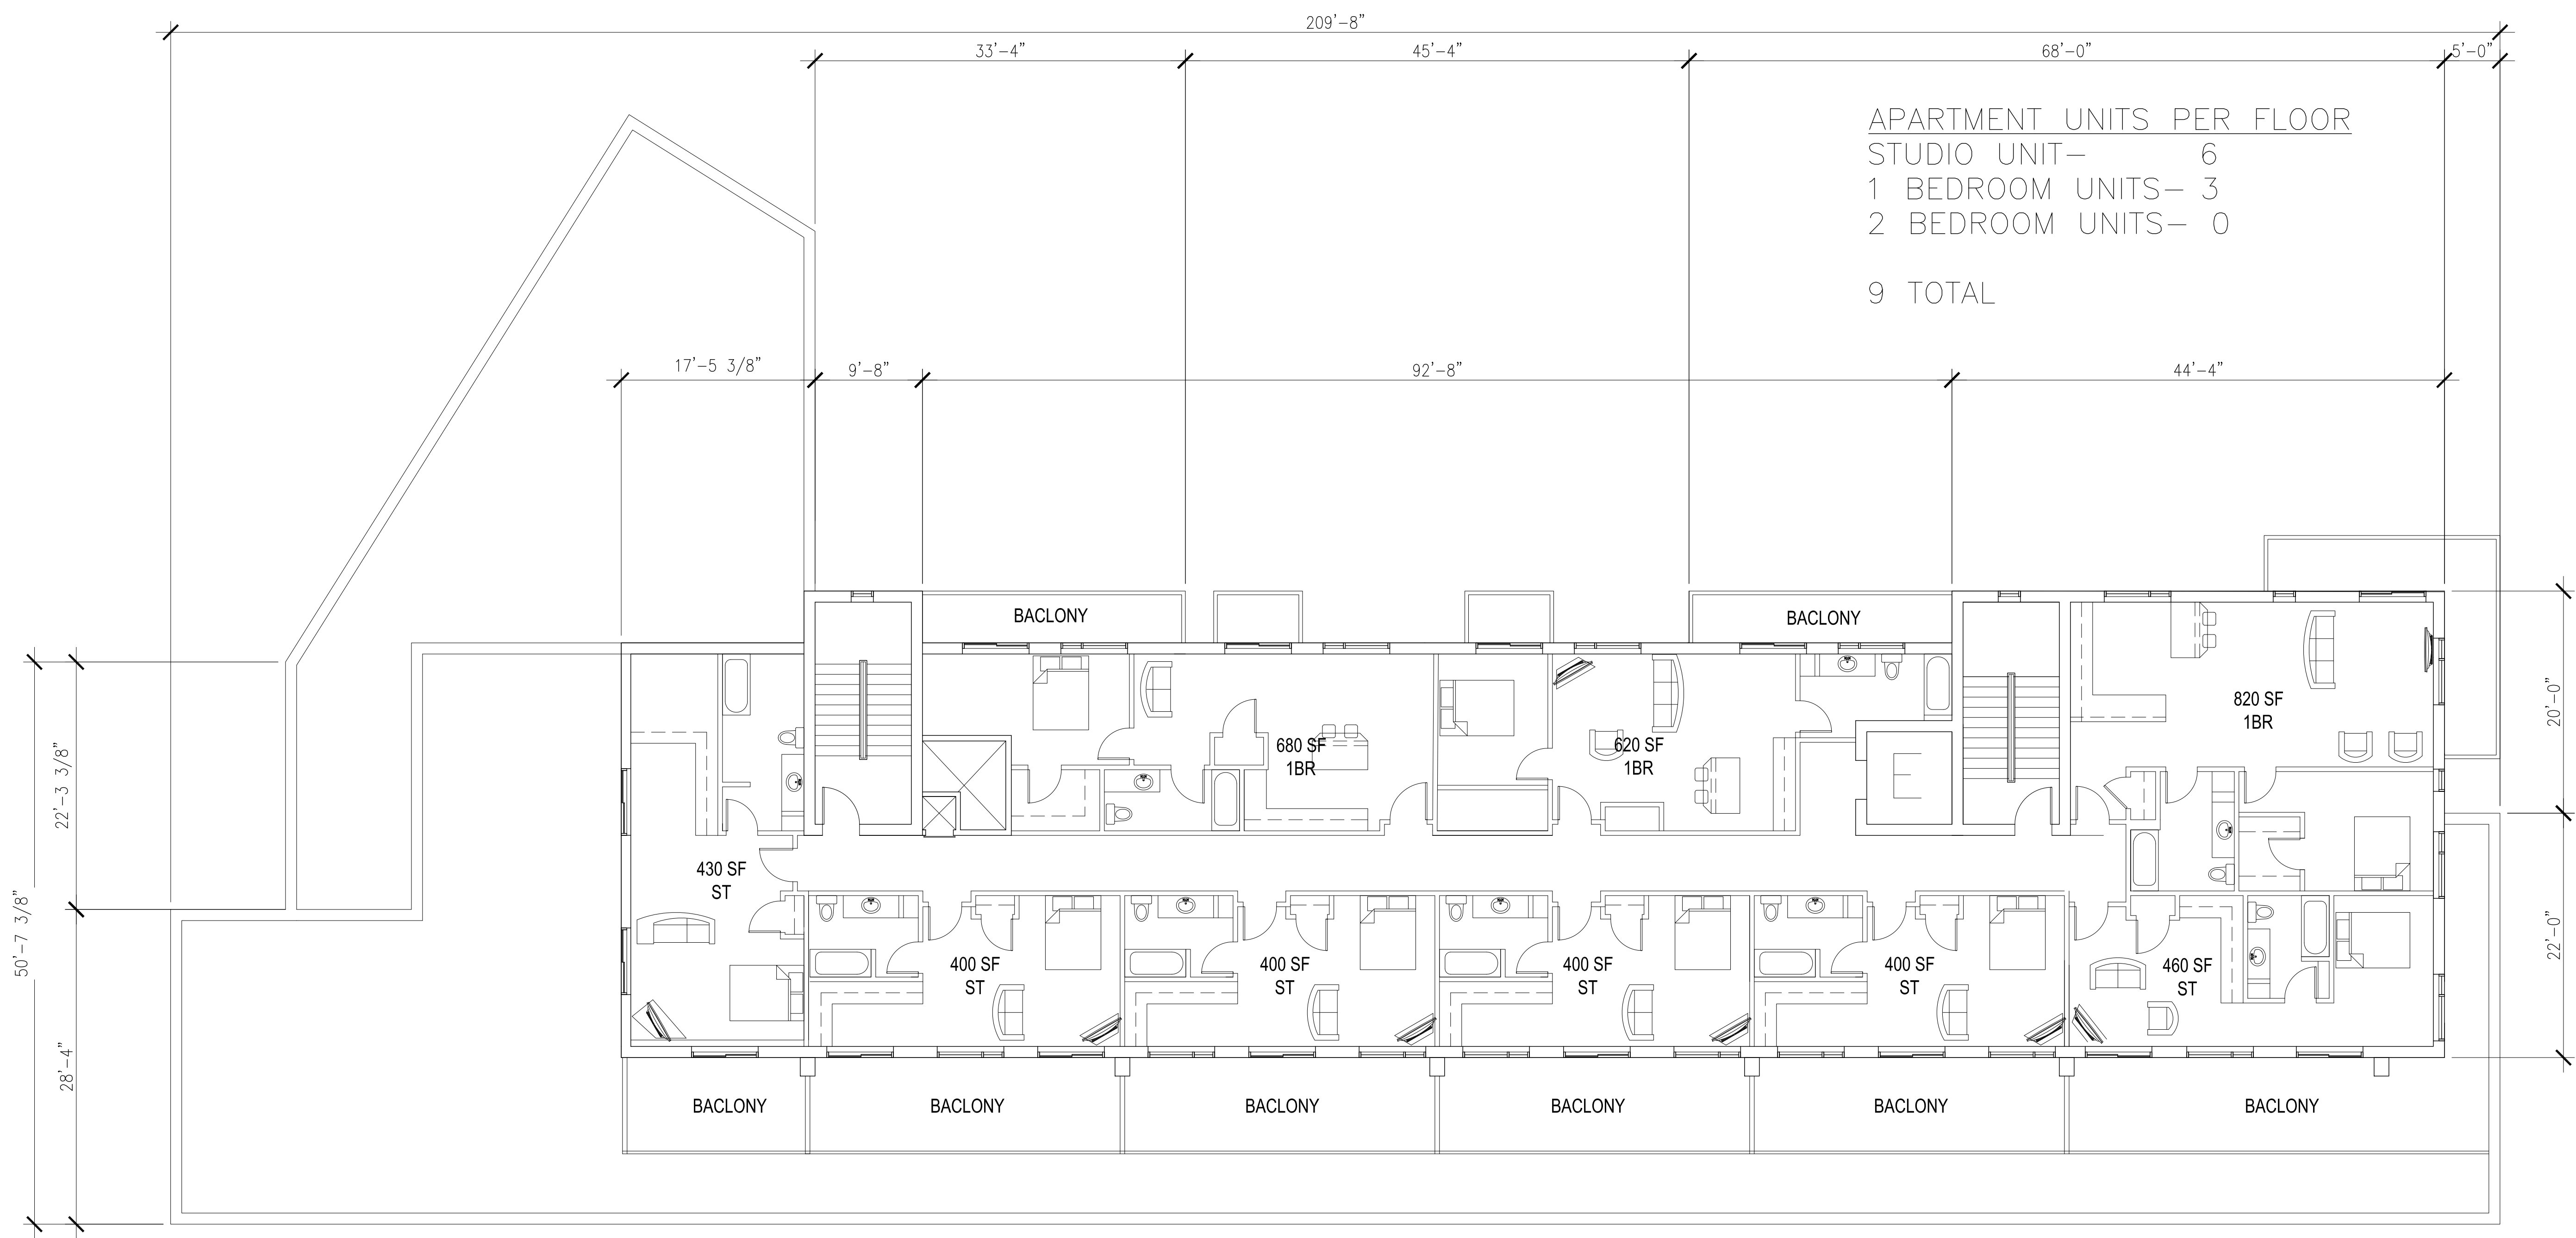 209'-8"
33'-4"
45'-4"
68'-0"
5'-0"
APARTMENT UNITS PER FLOOR
STUDIO UNIT- 6
1 BEDROOM UNITS- 3
2 BEDROOM UNITS- 0
9 TOTAL
17'-5 3/8"
9'-8"
92'-8"
44'-4"
BACLONY
BACLONY
680 SF
1BR
620 SF
1BR
820 SF
1BR
20'-0"
22'-3 3/8"
50'-7 3/8"
430 SF
ST
400 SF
ST
400 SF
ST
400 SF
ST
400 SF
ST
460 SF
ST
22'-0"
28'-4"
BACLONY
BACLONY
BACLONY
BACLONY
BACLONY
BACLONY